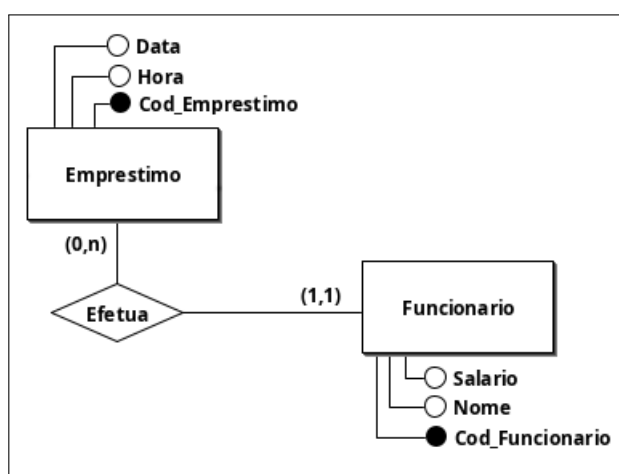 Data
Hora
Cod_Emprestimo
Emprestimo
(0,n)
Efetua
(1,1)
Funcionario
Salario
Nome
Cod_Funcionario